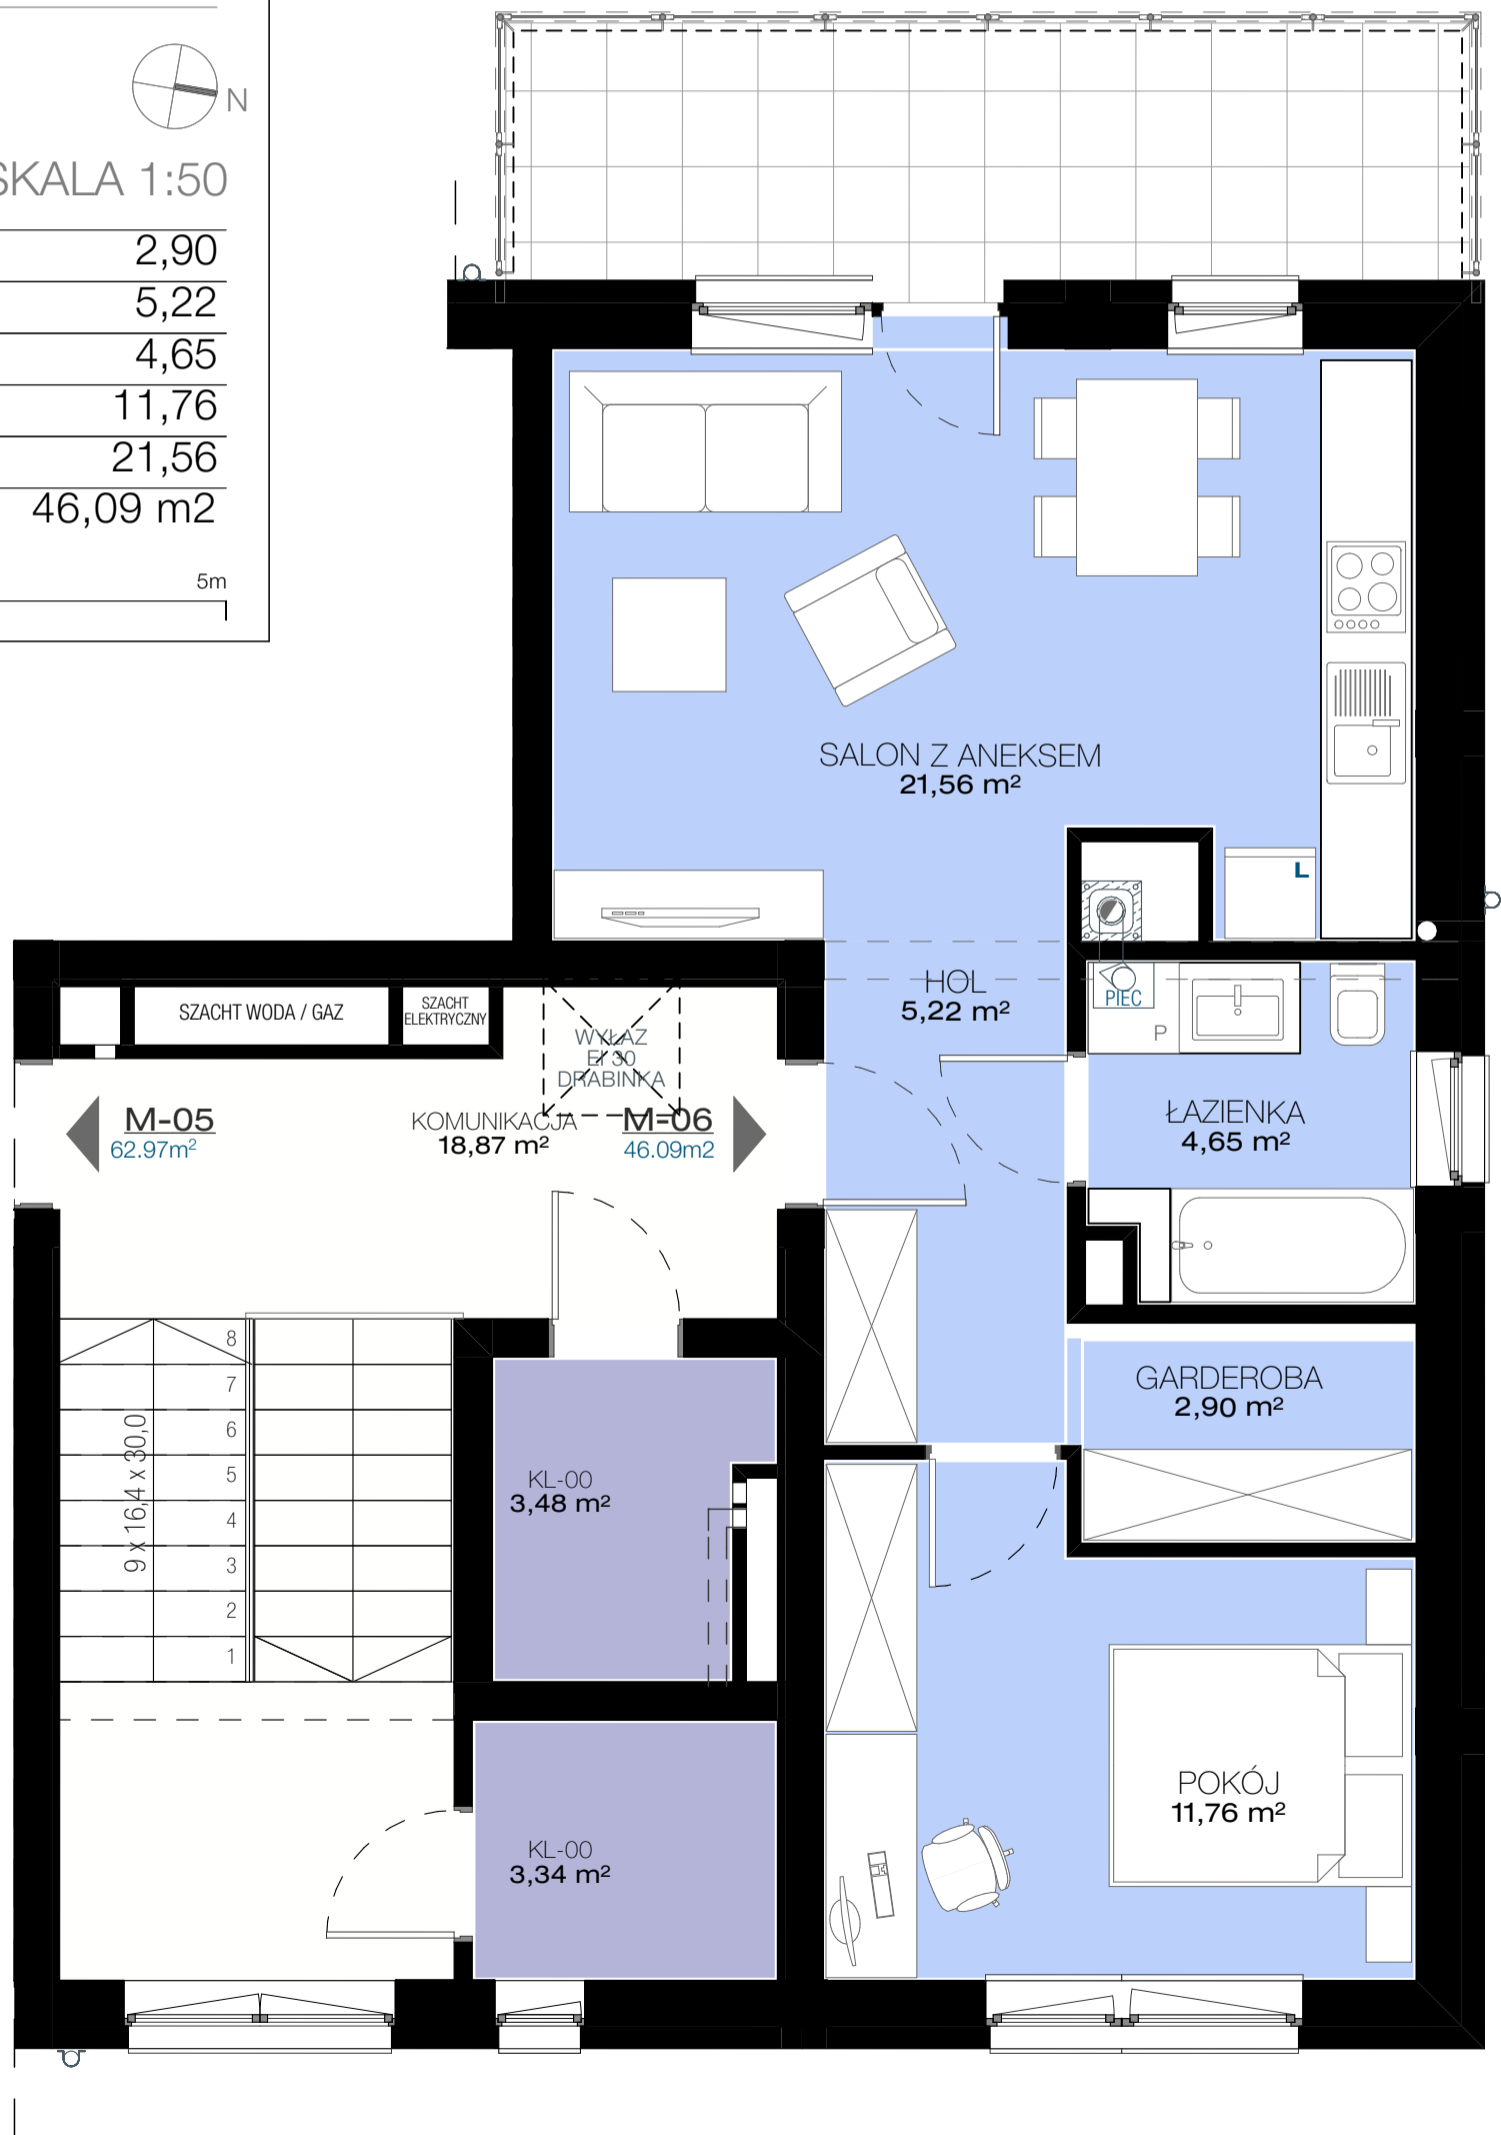 N
SKALA 1:50
2,90
5,22
4,65
11,76
21,56
46,09 m2
5m
SALON Z ANEKSEM
21,56 m²
L
HOL
5,22 m²
PIEC
P
SZACHT WODA / GAZ
SZACHT
ELEKTRYCZNY
WYŁAZ
EI 30
DRABINKA
M-05
62.97m²
KOMUNIKACJA
18,87 m²
M-06
46.09m2
ŁAZIENKA
4,65 m²
8
7
6
5
4
3
2
1
9 x 16,4 x 30,0
GARDEROBA
2,90 m²
KL-00
3,48 m²
POKÓJ
11,76 m²
KL-00
3,34 m²